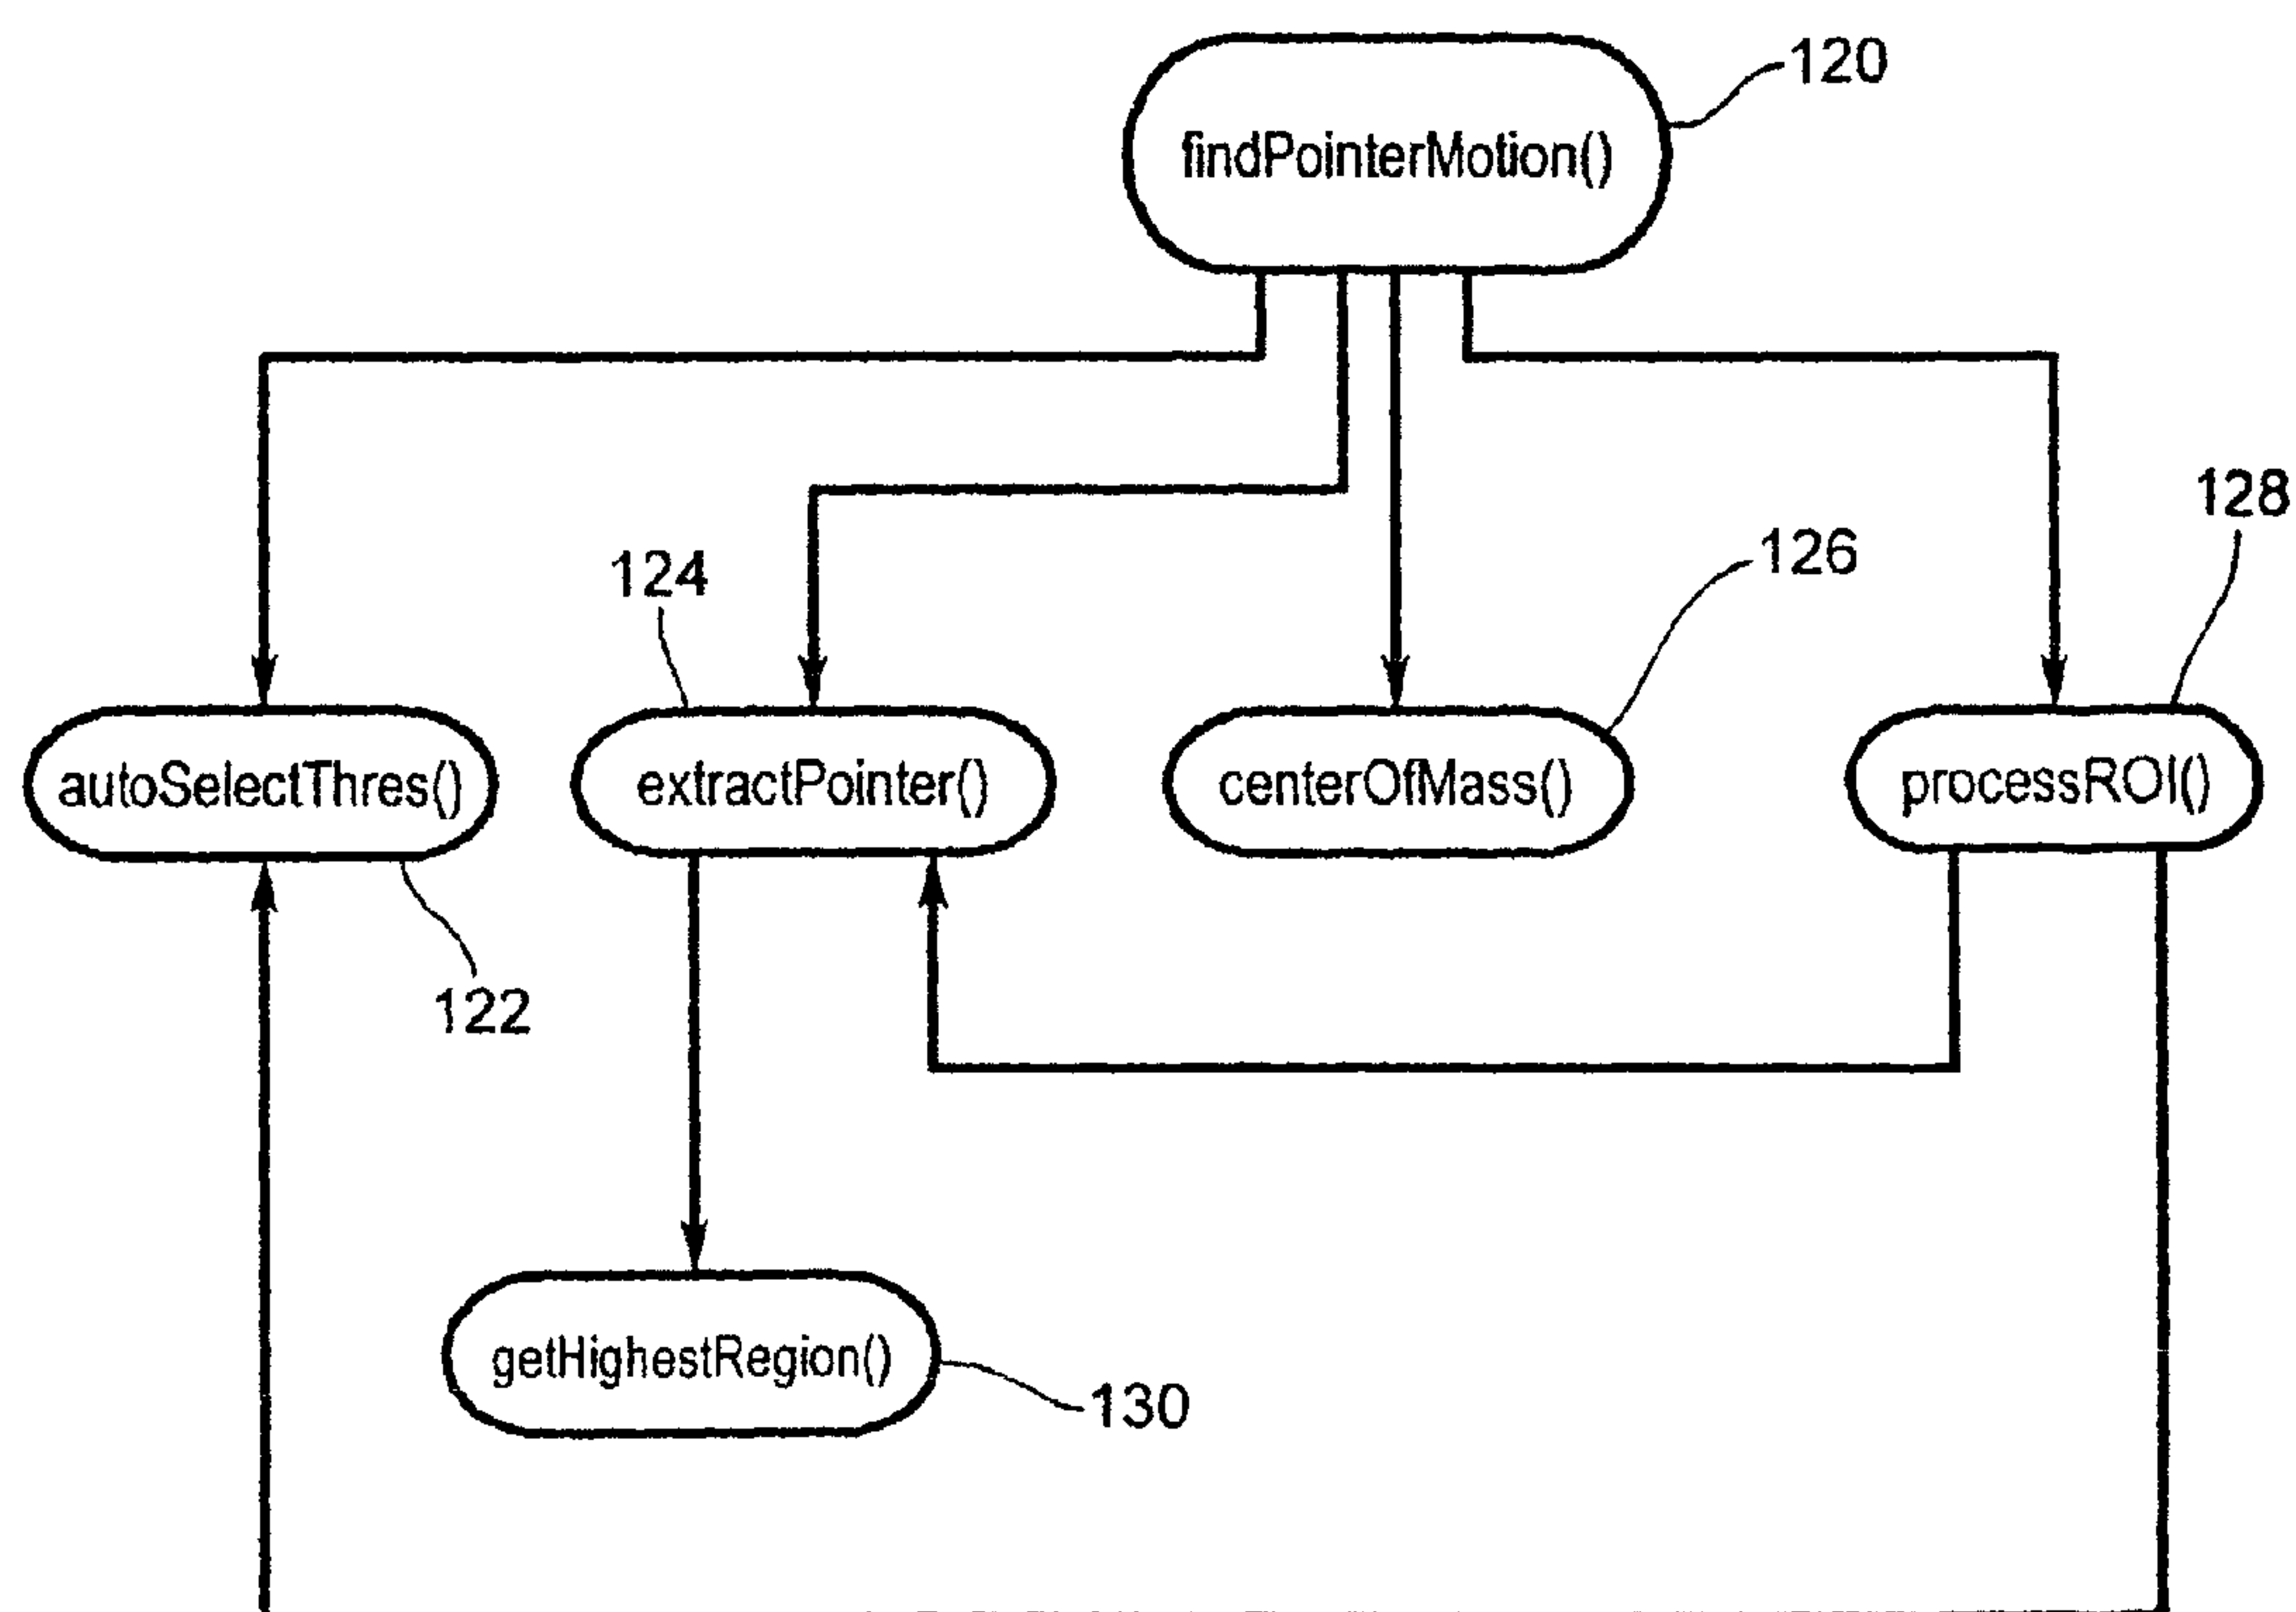 120
findPointerMotion()
128
126
124
autoSelectThres()
extractPointer()
centerOfMass()
processROI()
122
getHighestRegion()
130